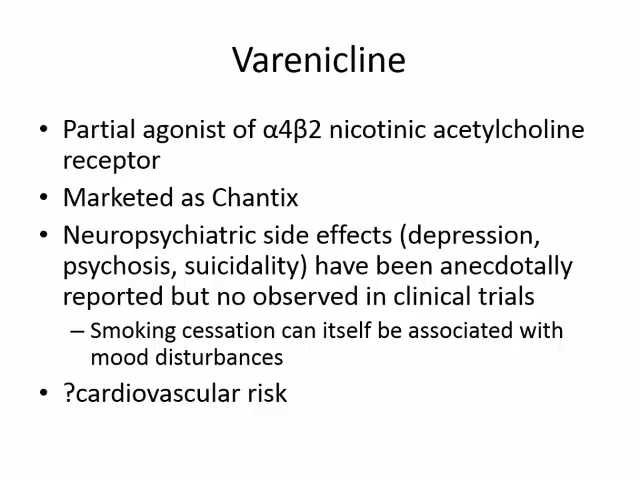 Varenicline
• Partial agonist of α4β2 nicotinic acetylcholine
receptor
• Marketed as Chantix
• Neuropsychiatric side effects (depression,
psychosis, suicidality) have been anecdotally
reported but no observed in clinical trials
– Smoking cessation can itself be associated with
mood disturbances
• ?cardiovascular risk